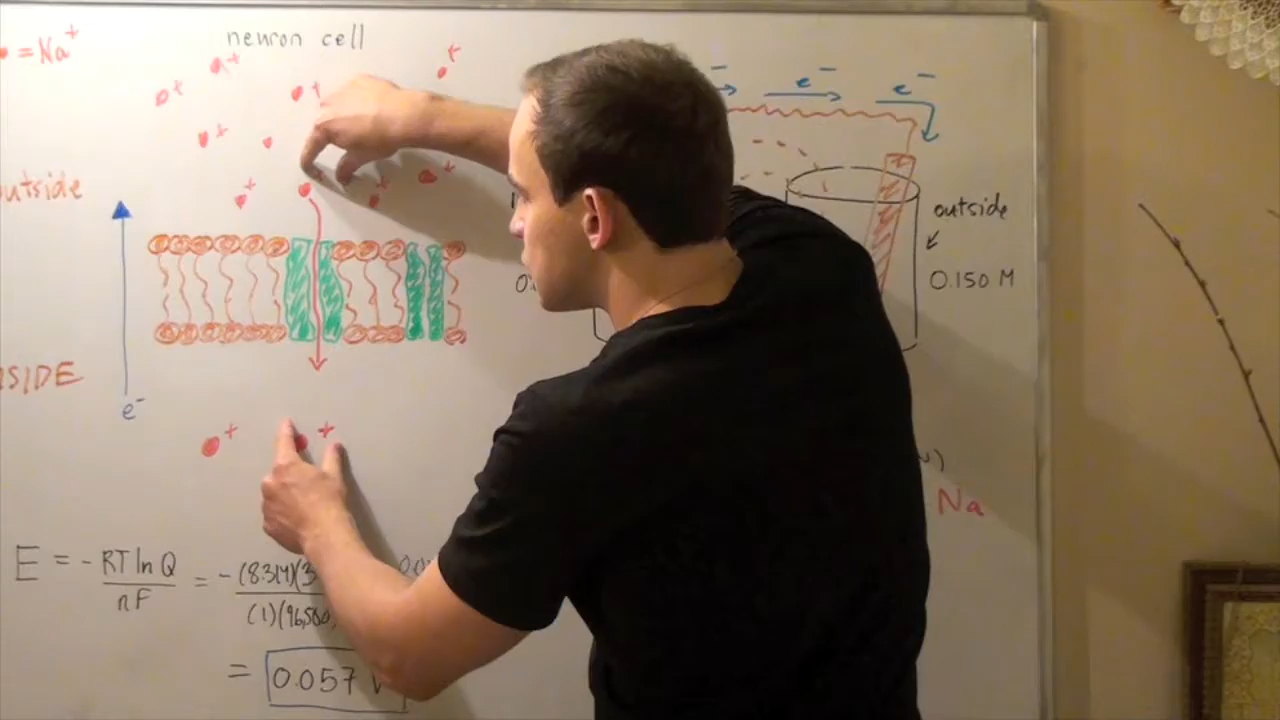 = Na+
neuron cell
+ + + +
+ +
+ + +
outside
e-
+ +
- e- e-
outside
0.150 M
Na
E = - RT ln Q / nF = - (8.314)(3
(1)(96,500
= 0.057 V